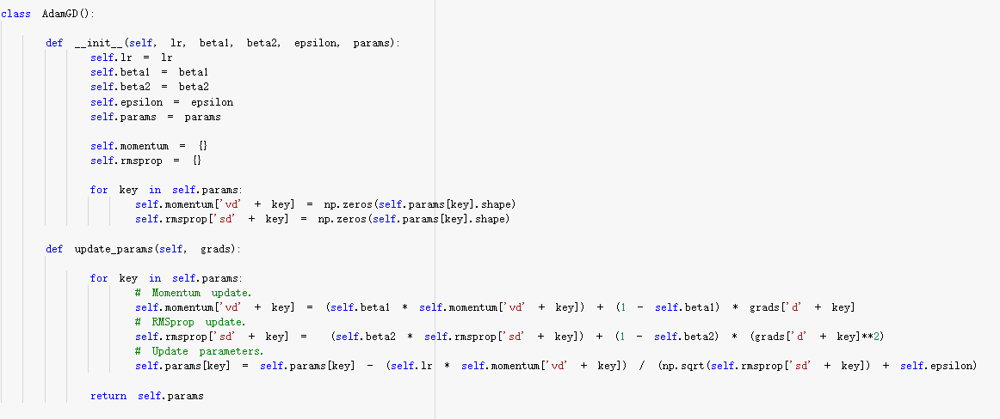 class AdamGD():
def __init__(self, lr, beta1, beta2, epsilon, params):
self.lr = lr
self.beta1 = beta1
self.beta2 = beta2
self.epsilon = epsilon
self.params = params
self.momentum = {}
self.rmsprop = {}
for key in self.params:
self.momentum['vd' + key] = np.zeros(self.params[key].shape)
self.rmsprop['sd' + key] = np.zeros(self.params[key].shape)
def update_params(self, grads):
for key in self.params:
# Momentum update.
self.momentum['vd' + key] = (self.beta1 * self.momentum['vd' + key]) + (1 - self.beta1) * grads['d' + key]
# RMSprop update.
self.rmsprop['sd' + key] = (self.beta2 * self.rmsprop['sd' + key]) + (1 - self.beta2) * (grads['d' + key]**2)
# Update parameters.
self.params[key] = self.params[key] - (self.lr * self.momentum['vd' + key]) / (np.sqrt(self.rmsprop['sd' + key]) + self.epsilon)
return self.params